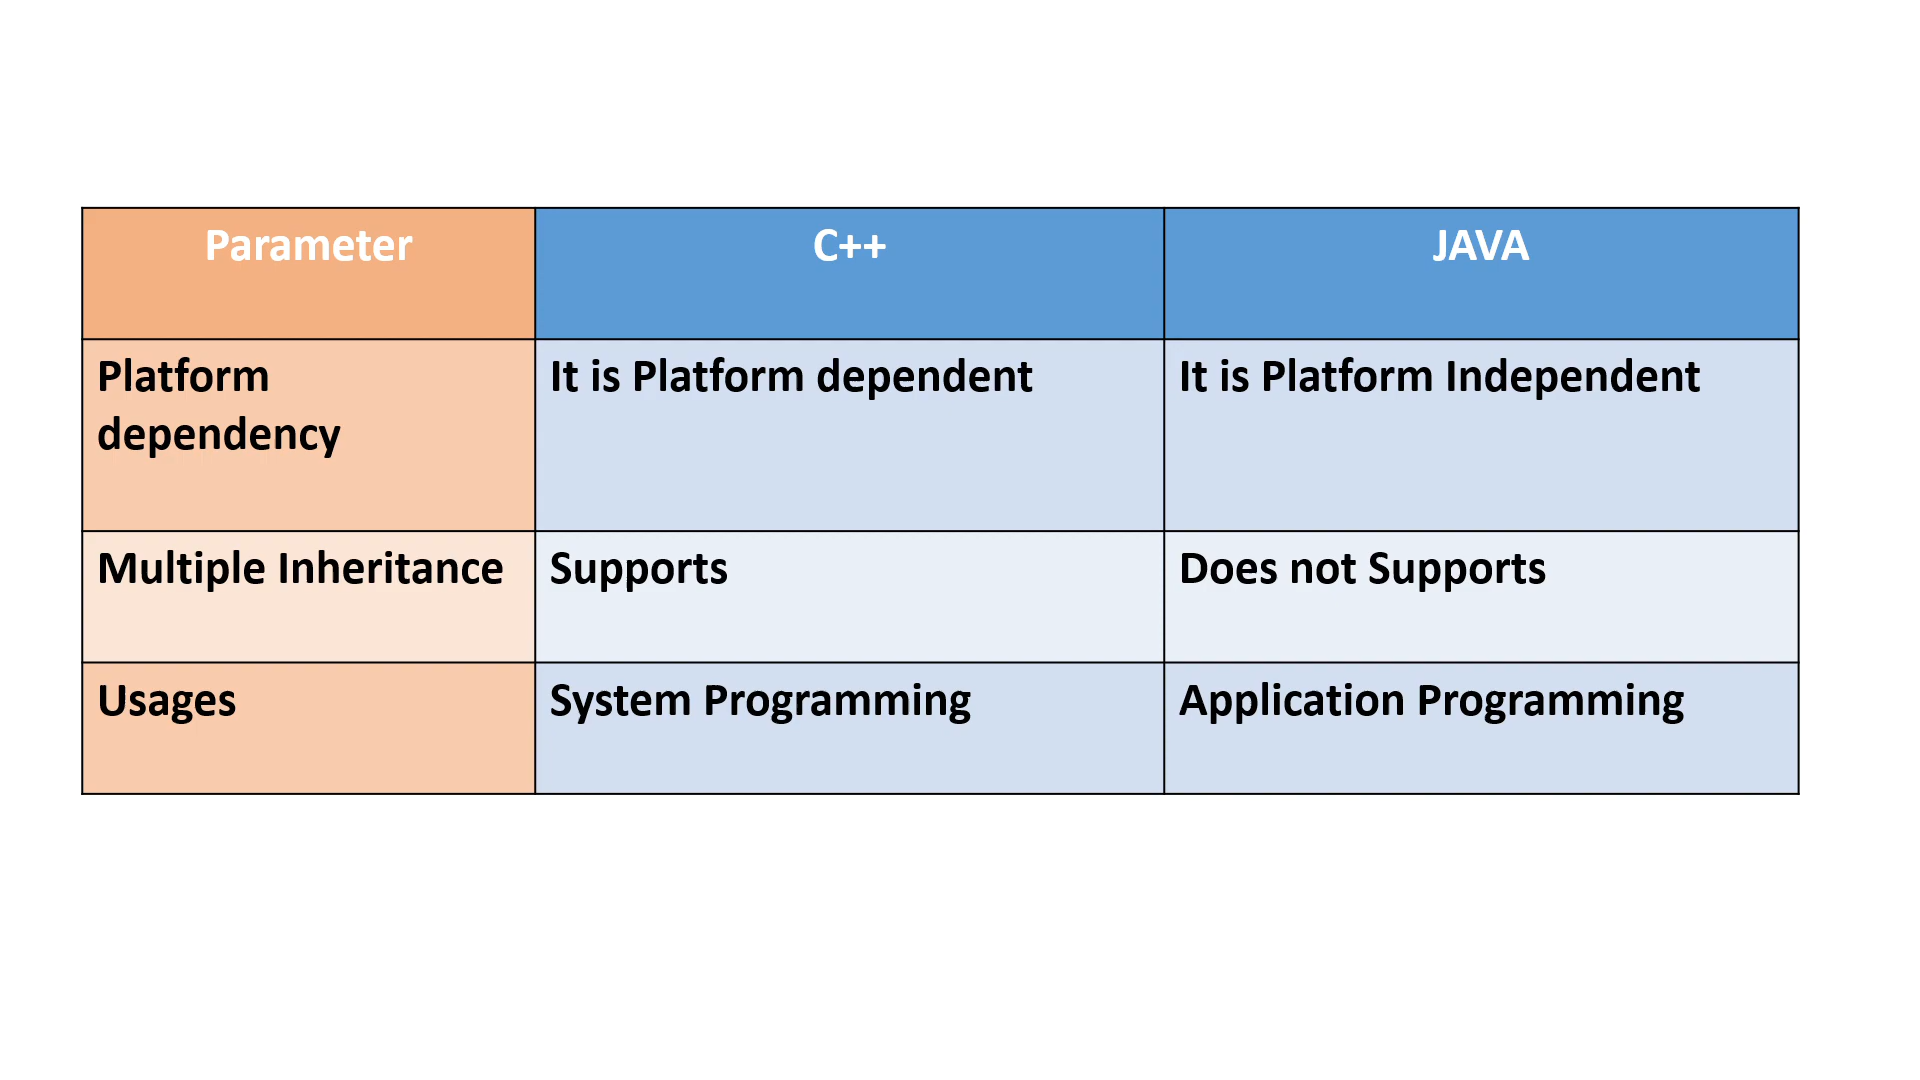 Parameter
C++
JAVA
Platform
dependency
It is Platform dependent
It is Platform Independent
Multiple Inheritance
Supports
Does not Supports
Usages
System Programming
Application Programming